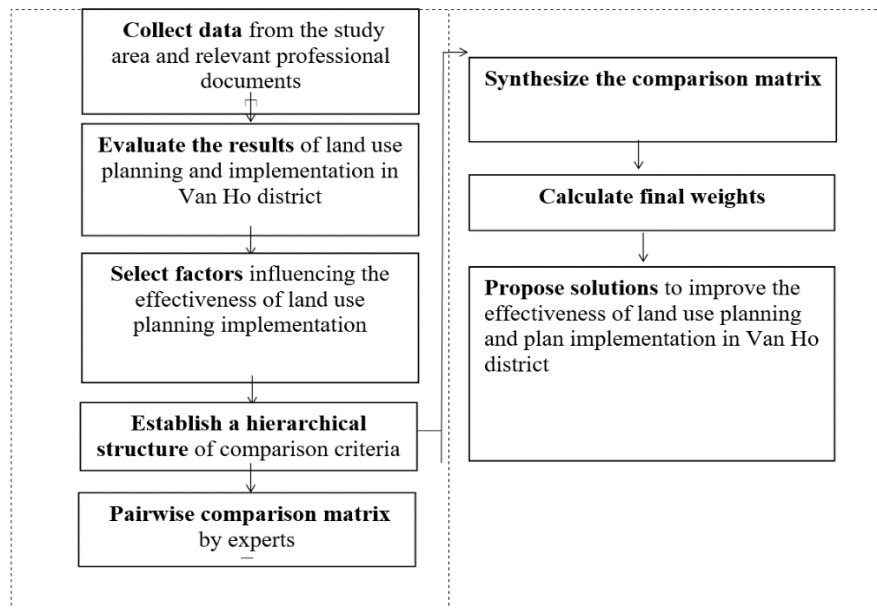 Collect data from the study
area and relevant professional
documents
Evaluate the results of land use
planning and implementation in
Van Ho district
Select factors influencing the
effectiveness of land use
planning implementation
Establish a hierarchical
structure of comparison criteria
Pairwise comparison matrix
by experts
Synthesize the comparison matrix
Calculate final weights
Propose solutions to improve the
effectiveness of land use planning
and plan implementation in Van Ho
district